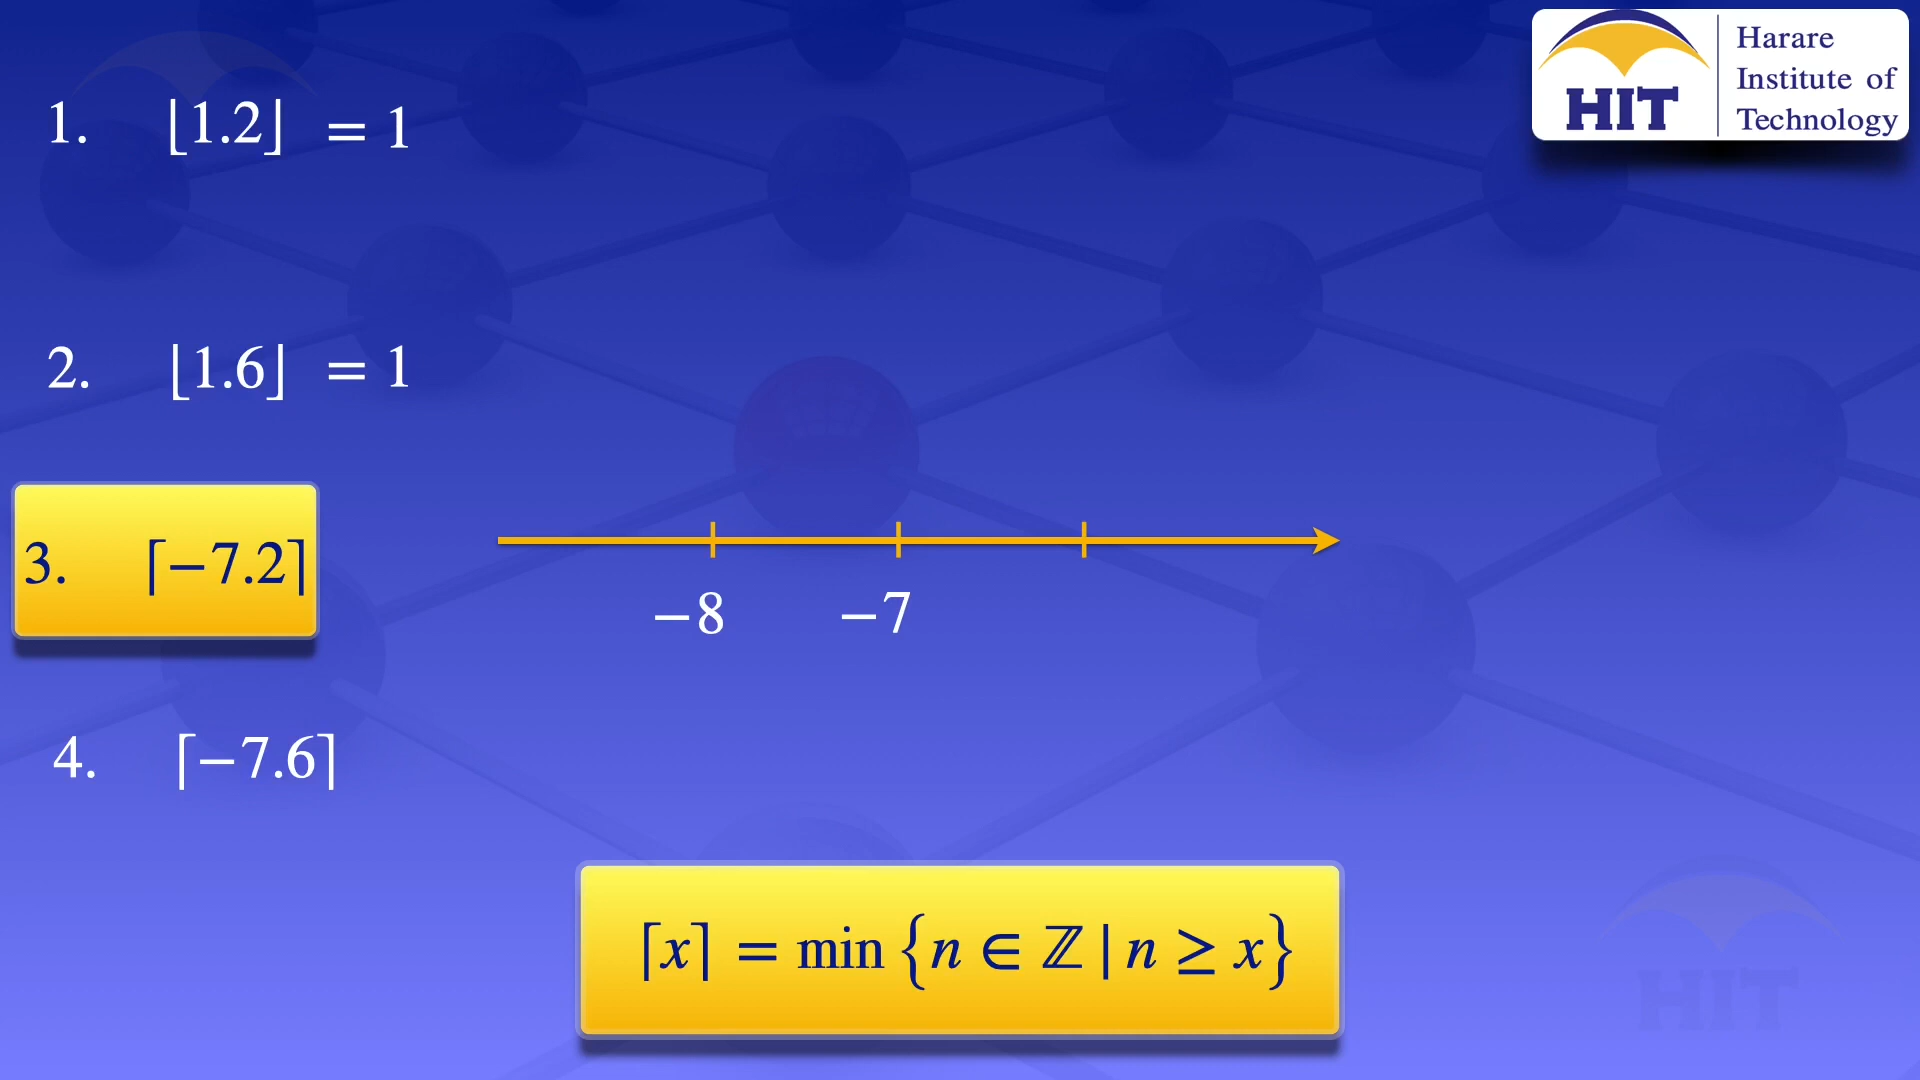 Harare
Institute of
Technology
HIT
1. ⌊1.2⌋ = 1
2. ⌊1.6⌋ = 1
3. ⌈−7.2⌉
−8 −7
4. ⌈−7.6⌉
⌈x⌉ = min {n ∈ ℤ | n ≥ x}
HIT